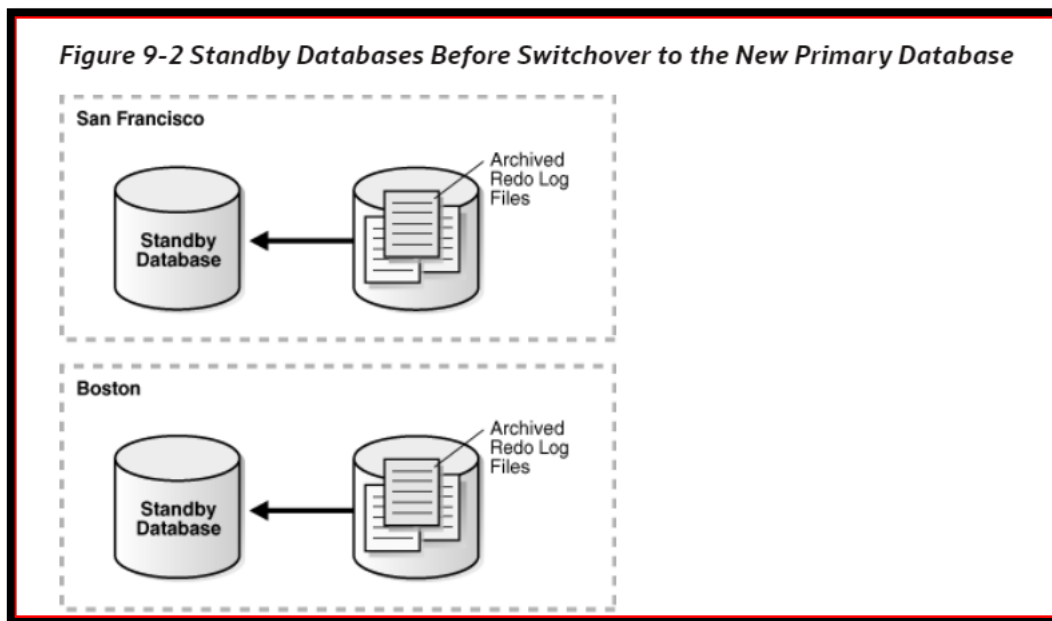 Figure 9-2 Standby Databases Before Switchover to the New Primary Database
San Francisco
Archived
Redo Log
Files
Standby
Database
Boston
Archived
Redo Log
Files
Standby
Database